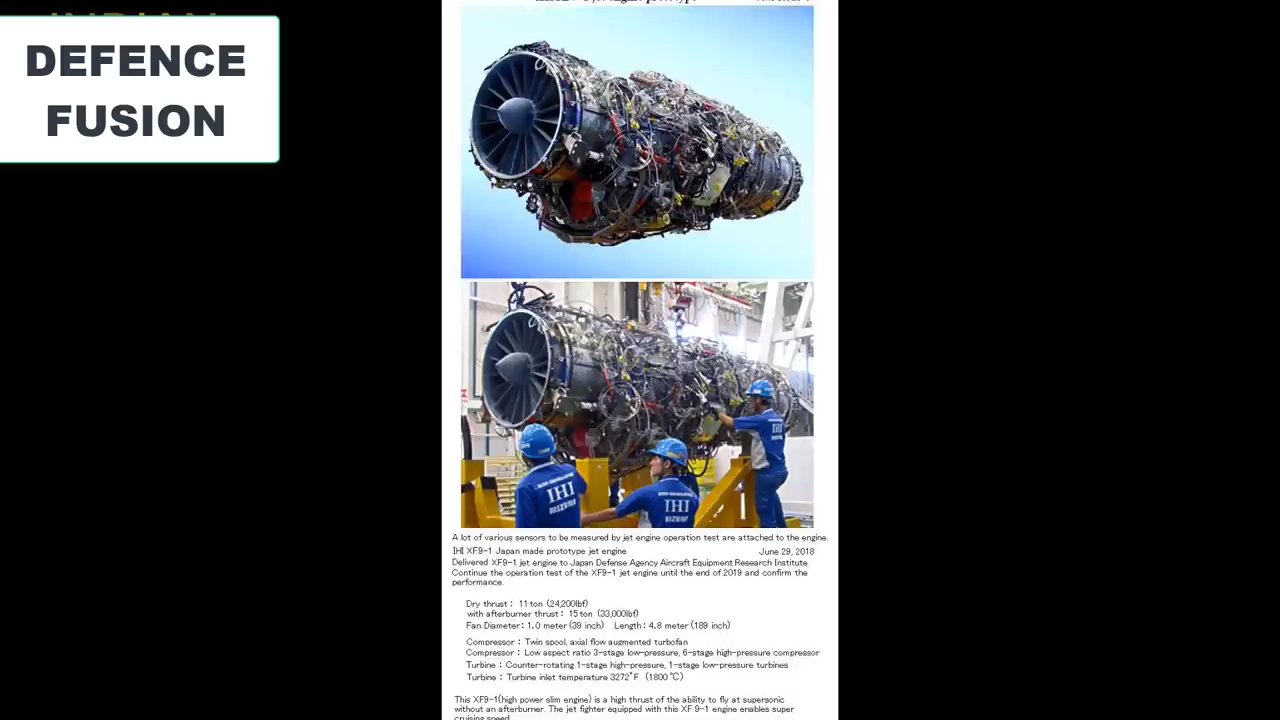 DEFENCE
FUSION
jet engine prototype
IHI
IHI
IHI
A lot of various sensors to be measured by jet engine operation test are attached to the engine.
IHI XF9-1 Japan made prototype jet engine June 29, 2018
Delivered XF9-1 jet engine to Japan Defense Agency Aircraft Equipment Research Institute
Continue the operation test of the XF9-1 jet engine until the end of 2019 and confirm the
performance.
Dry thrust : 11 ton (24,200lbf)
with afterburner thrust : 15 ton (33,000lbf)
Fan Diameter : 1.0 meter (39 inch) Length : 4.8 meter (189 inch)
Compressor : Twin spool, axial flow augmented turbofan
Compressor : Low aspect ratio 3-stage low-pressure, 6-stage high-pressure compressor
Turbine : Counter-rotating 1-stage high-pressure, 1-stage low-pressure turbines
Turbine : Turbine inlet temperature 3272°F (1800 ℃)
This XF9-1(high power slim engine) is a high thrust of the ability to fly at supersonic
without an afterburner. The jet fighter equipped with this XF 9-1 engine enables super
cruising speed